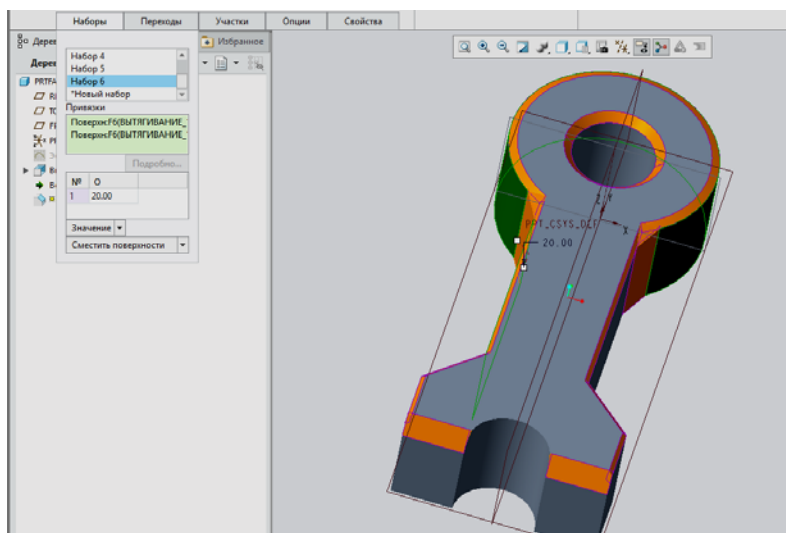 Наборы Переходы Участки Опции Свойства
Избранное
Набор 4
Набор 5
Набор 6
*Новый набор
Привязки
Поверхн:F6(ВЫТЯГИВАНИЕ_
Поверхн:F6(ВЫТЯГИВАНИЕ_
Подробно...
№ O
1 20.00
Значение
Сместить поверхности
PRT_CSYS_DEF
Z Y
X
20.00